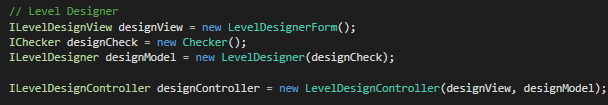 // Level Designer
ILevelDesignView designView = new LevelDesignerForm();
IChecker designCheck = new Checker();
ILevelDesigner designModel = new LevelDesigner(designCheck);
ILevelDesignController designController = new LevelDesignController(designView, designModel);